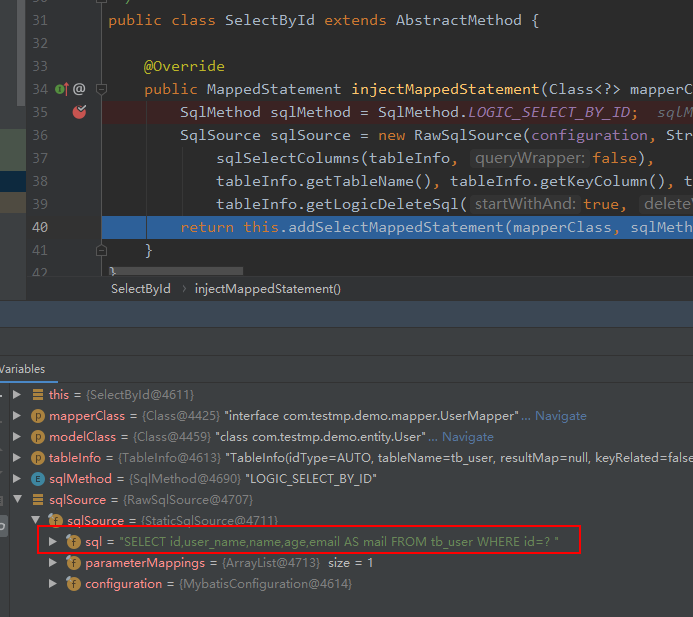 31 public class SelectById extends AbstractMethod {
32
33 @Override
34 @ public MappedStatement injectMappedStatement(Class<?> mapperC
35 SqlMethod sqlMethod = SqlMethod.LOGIC_SELECT_BY_ID; sqlM
36 SqlSource sqlSource = new RawSqlSource(configuration, Str
37 sqlSelectColumns(tableInfo, queryWrapper: false),
38 tableInfo.getTableName(), tableInfo.getKeyColumn(), t
39 tableInfo.getLogicDeleteSql( startWithAnd: true, deleteW
40 return this.addSelectMappedStatement(mapperClass, sqlMeth
41 }
42 }
SelectById › injectMappedStatement()
Variables
this = {SelectById@4611}
p mapperClass = {Class@4425} "interface com.testmp.demo.mapper.UserMapper"... Navigate
p modelClass = {Class@4459} "class com.testmp.demo.entity.User"... Navigate
p tableInfo = {TableInfo@4613} "TableInfo(idType=AUTO, tableName=tb_user, resultMap=null, keyRelated=false
E sqlMethod = {SqlMethod@4690} "LOGIC_SELECT_BY_ID"
sqlSource = {RawSqlSource@4707}
f sqlSource = {StaticSqlSource@4711}
f sql = "SELECT id,user_name,name,age,email AS mail FROM tb_user WHERE id=? "
f parameterMappings = {ArrayList@4713} size = 1
f configuration = {MybatisConfiguration@4614}